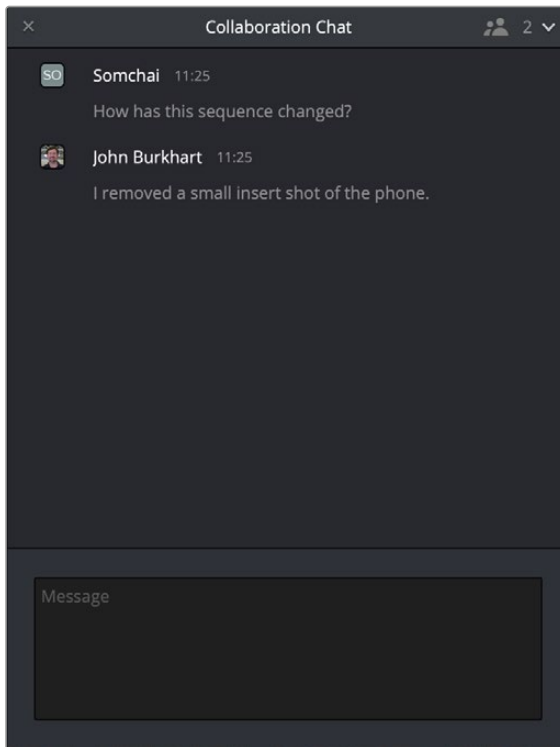 × Collaboration Chat 2
SO Somchai 11:25
How has this sequence changed?
John Burkhart 11:25
I removed a small insert shot of the phone.
Message